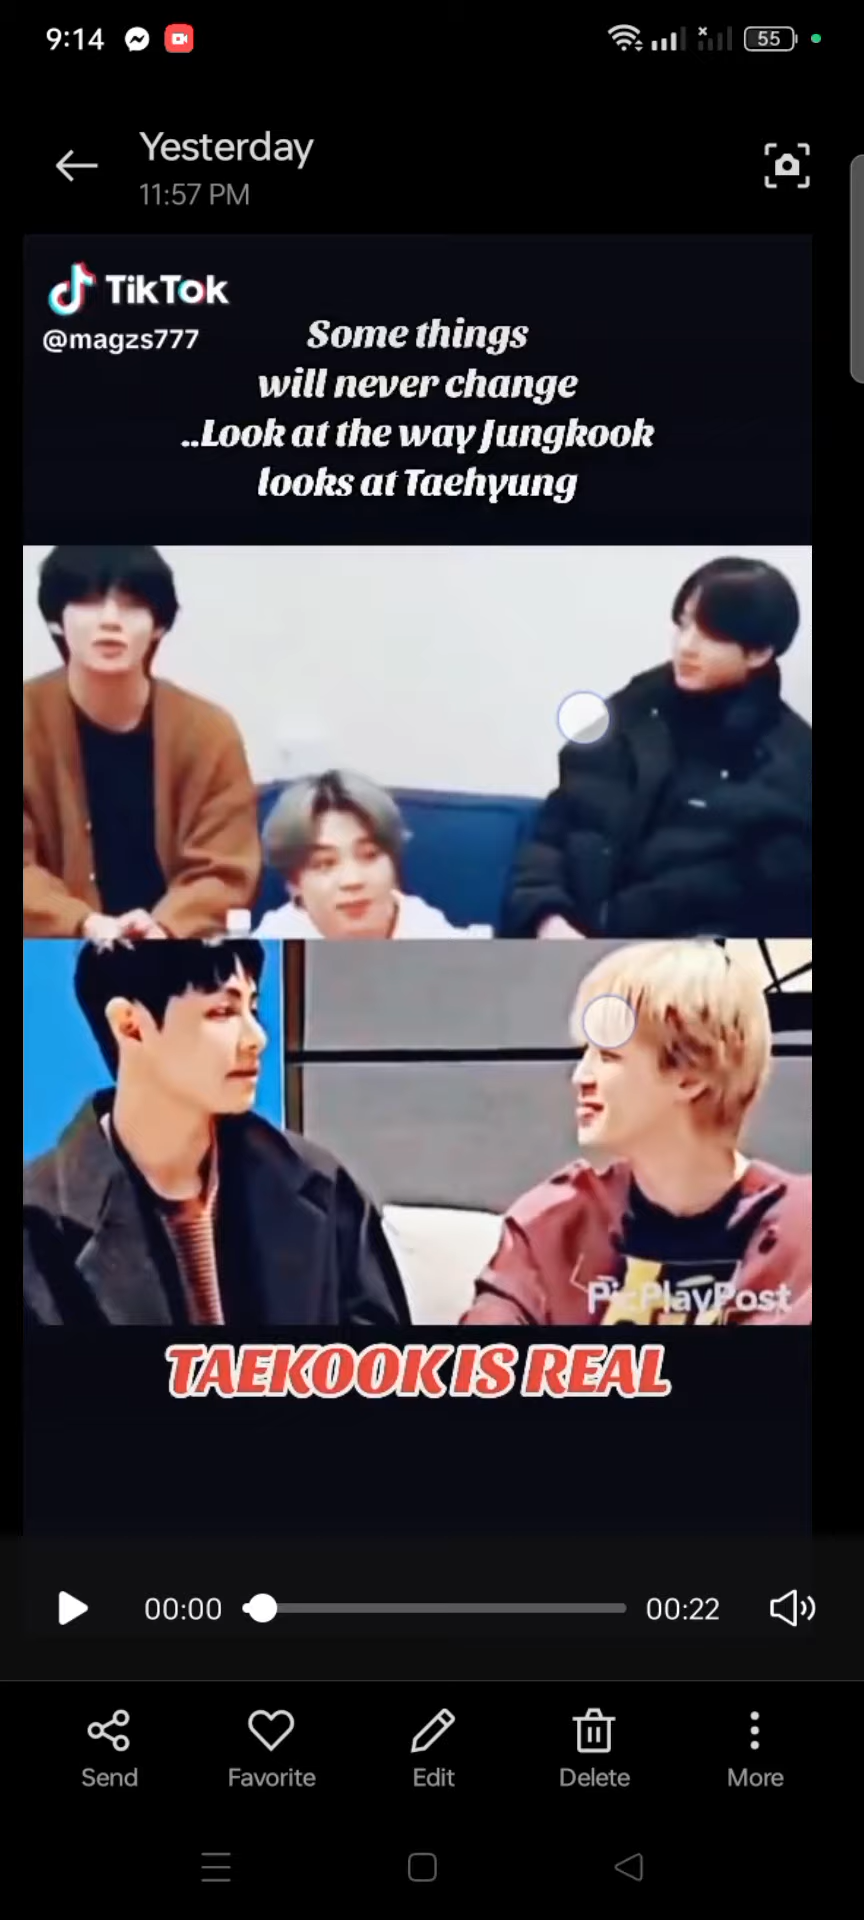 9:14
55
Yesterday
11:57 PM
TikTok
@magzs777
Some things
will never change
..Look at the way Jungkook
looks at Taehyung
PicPlayPost
TAEKOOK IS REAL
00:00
00:22
Send
Favorite
Edit
Delete
More